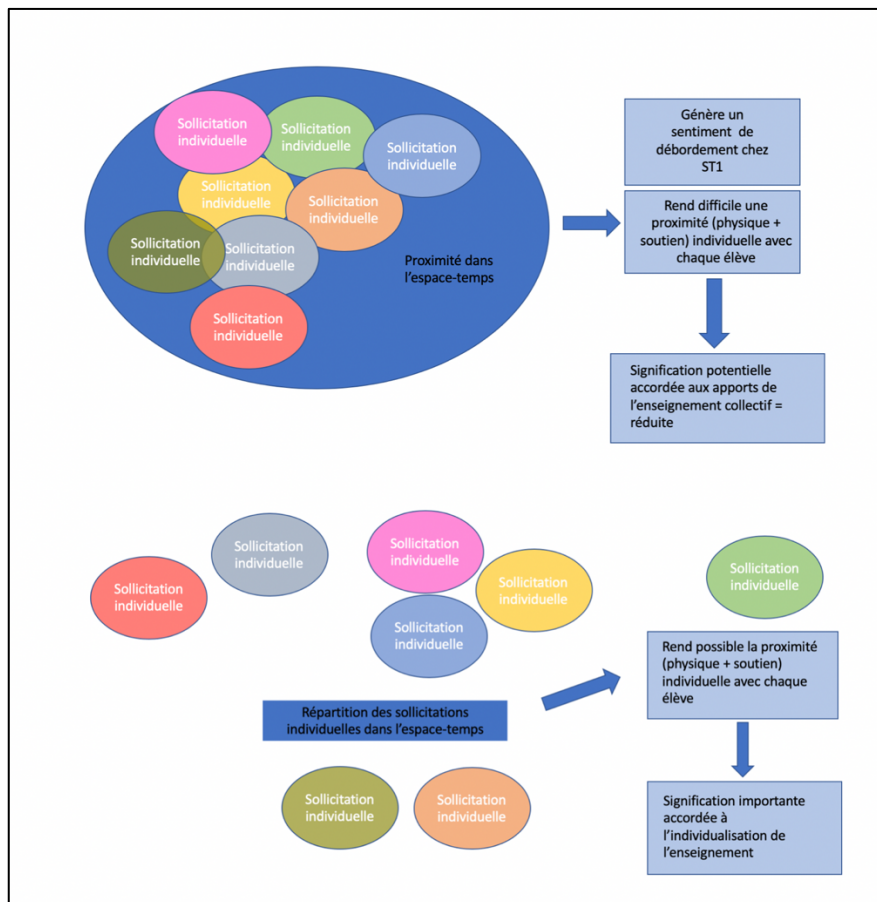 Sollicitation
individuelle
Sollicitation
individuelle
Sollicitation
individuelle
Sollicitation
individuelle
Sollicitation
individuelle
Sollicitation
individuelle
Sollicitation
individuelle
Sollicitation
individuelle
Proximité dans
l'espace-temps
Génère un
sentiment de
débordement chez
ST1
Rend difficile une
proximité (physique +
soutien) individuelle avec
chaque élève
Signification potentielle
accordée aux apports de
l'enseignement collectif =
réduite
Sollicitation
individuelle
Sollicitation
individuelle
Sollicitation
individuelle
Sollicitation
individuelle
Sollicitation
individuelle
Sollicitation
individuelle
Rend possible la proximité
(physique + soutien)
individuelle avec chaque
élève
Répartition des sollicitations
individuelles dans l'espace-temps
Sollicitation
individuelle
Sollicitation
individuelle
Signification importante
accordée à
l'individualisation de
l'enseignement